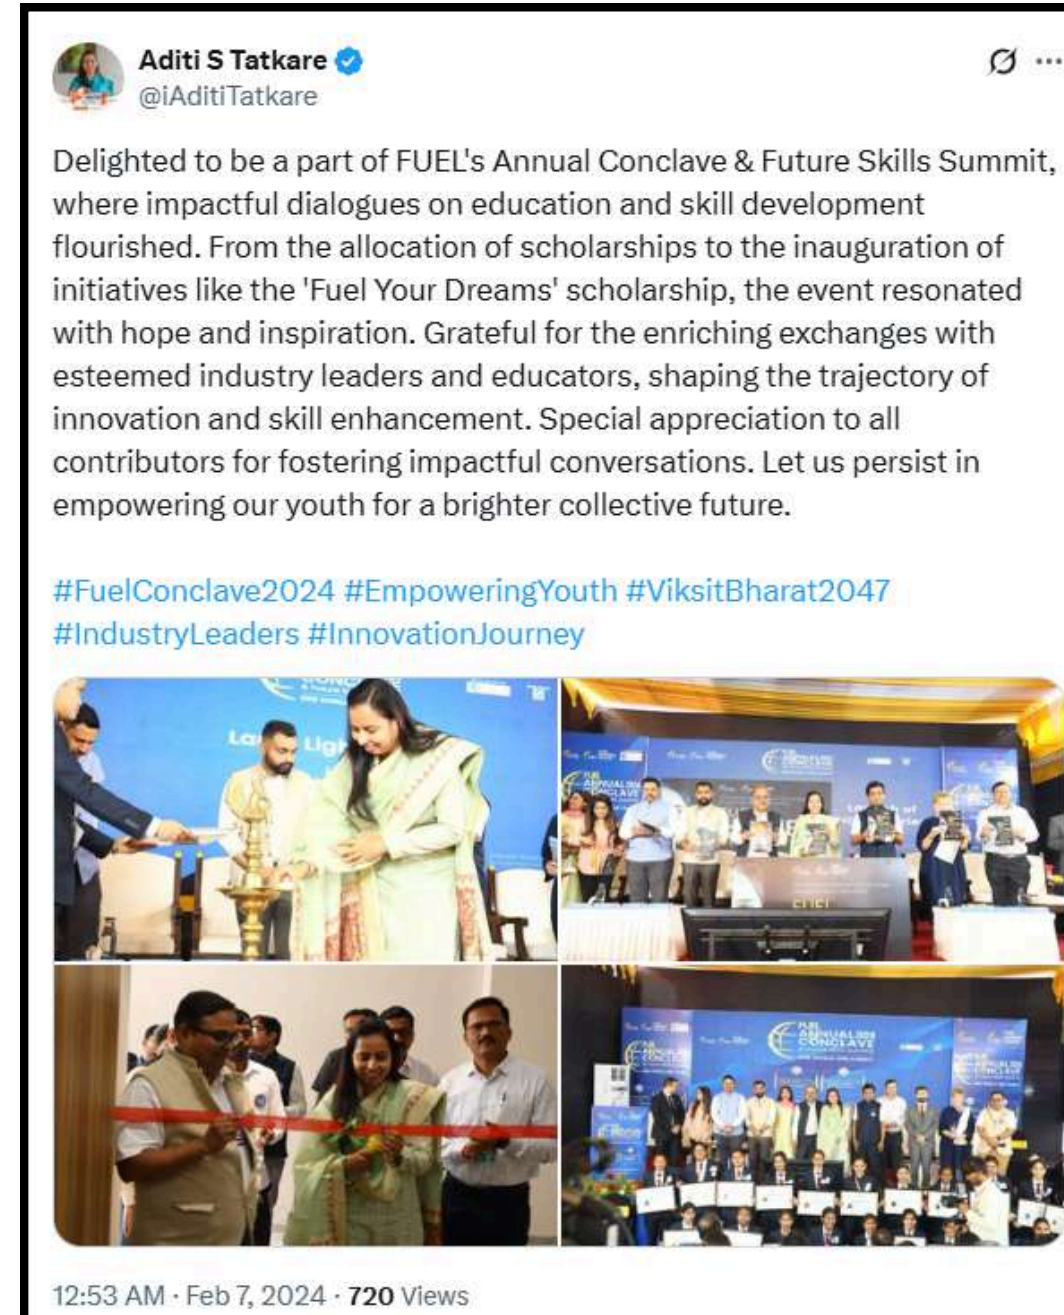 Aditi S Tatkare
@iAditiTatkare
Delighted to be a part of FUEL's Annual Conclave & Future Skills Summit,
where impactful dialogues on education and skill development
flourished. From the allocation of scholarships to the inauguration of
initiatives like the 'Fuel Your Dreams' scholarship, the event resonated
with hope and inspiration. Grateful for the enriching exchanges with
esteemed industry leaders and educators, shaping the trajectory of
innovation and skill enhancement. Special appreciation to all
contributors for fostering impactful conversations. Let us persist in
empowering our youth for a brighter collective future.
#FuelConclave2024 #EmpoweringYouth #ViksitBharat2047
#IndustryLeaders #InnovationJourney
FUEL
CONCLAVE
12:53 AM · Feb 7, 2024 · 720 Views